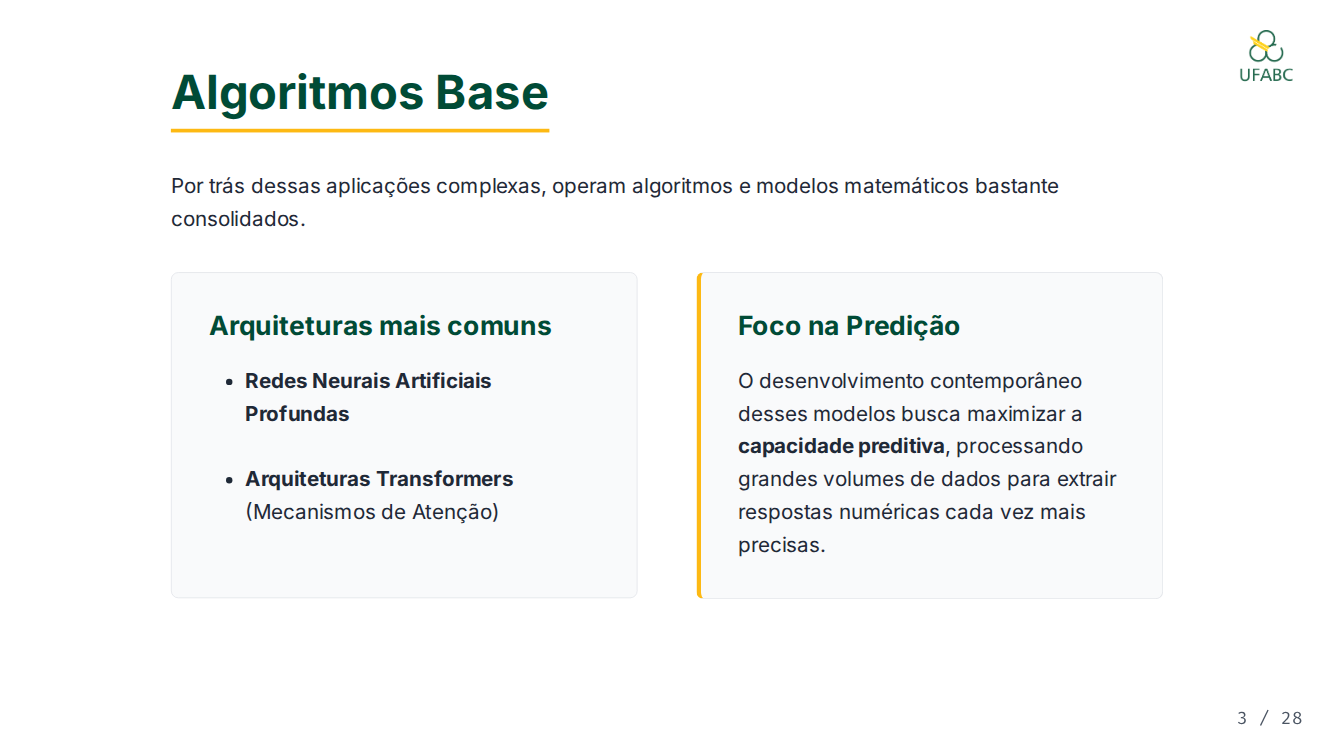 UFABC
Algoritmos Base
Por trás dessas aplicações complexas, operam algoritmos e modelos matemáticos bastante
consolidados.
Arquiteturas mais comuns
• Redes Neurais Artificiais
Profundas
• Arquiteturas Transformers
(Mecanismos de Atenção)
Foco na Predição
O desenvolvimento contemporâneo
desses modelos busca maximizar a
capacidade preditiva, processando
grandes volumes de dados para extrair
respostas numéricas cada vez mais
precisas.
3 / 28